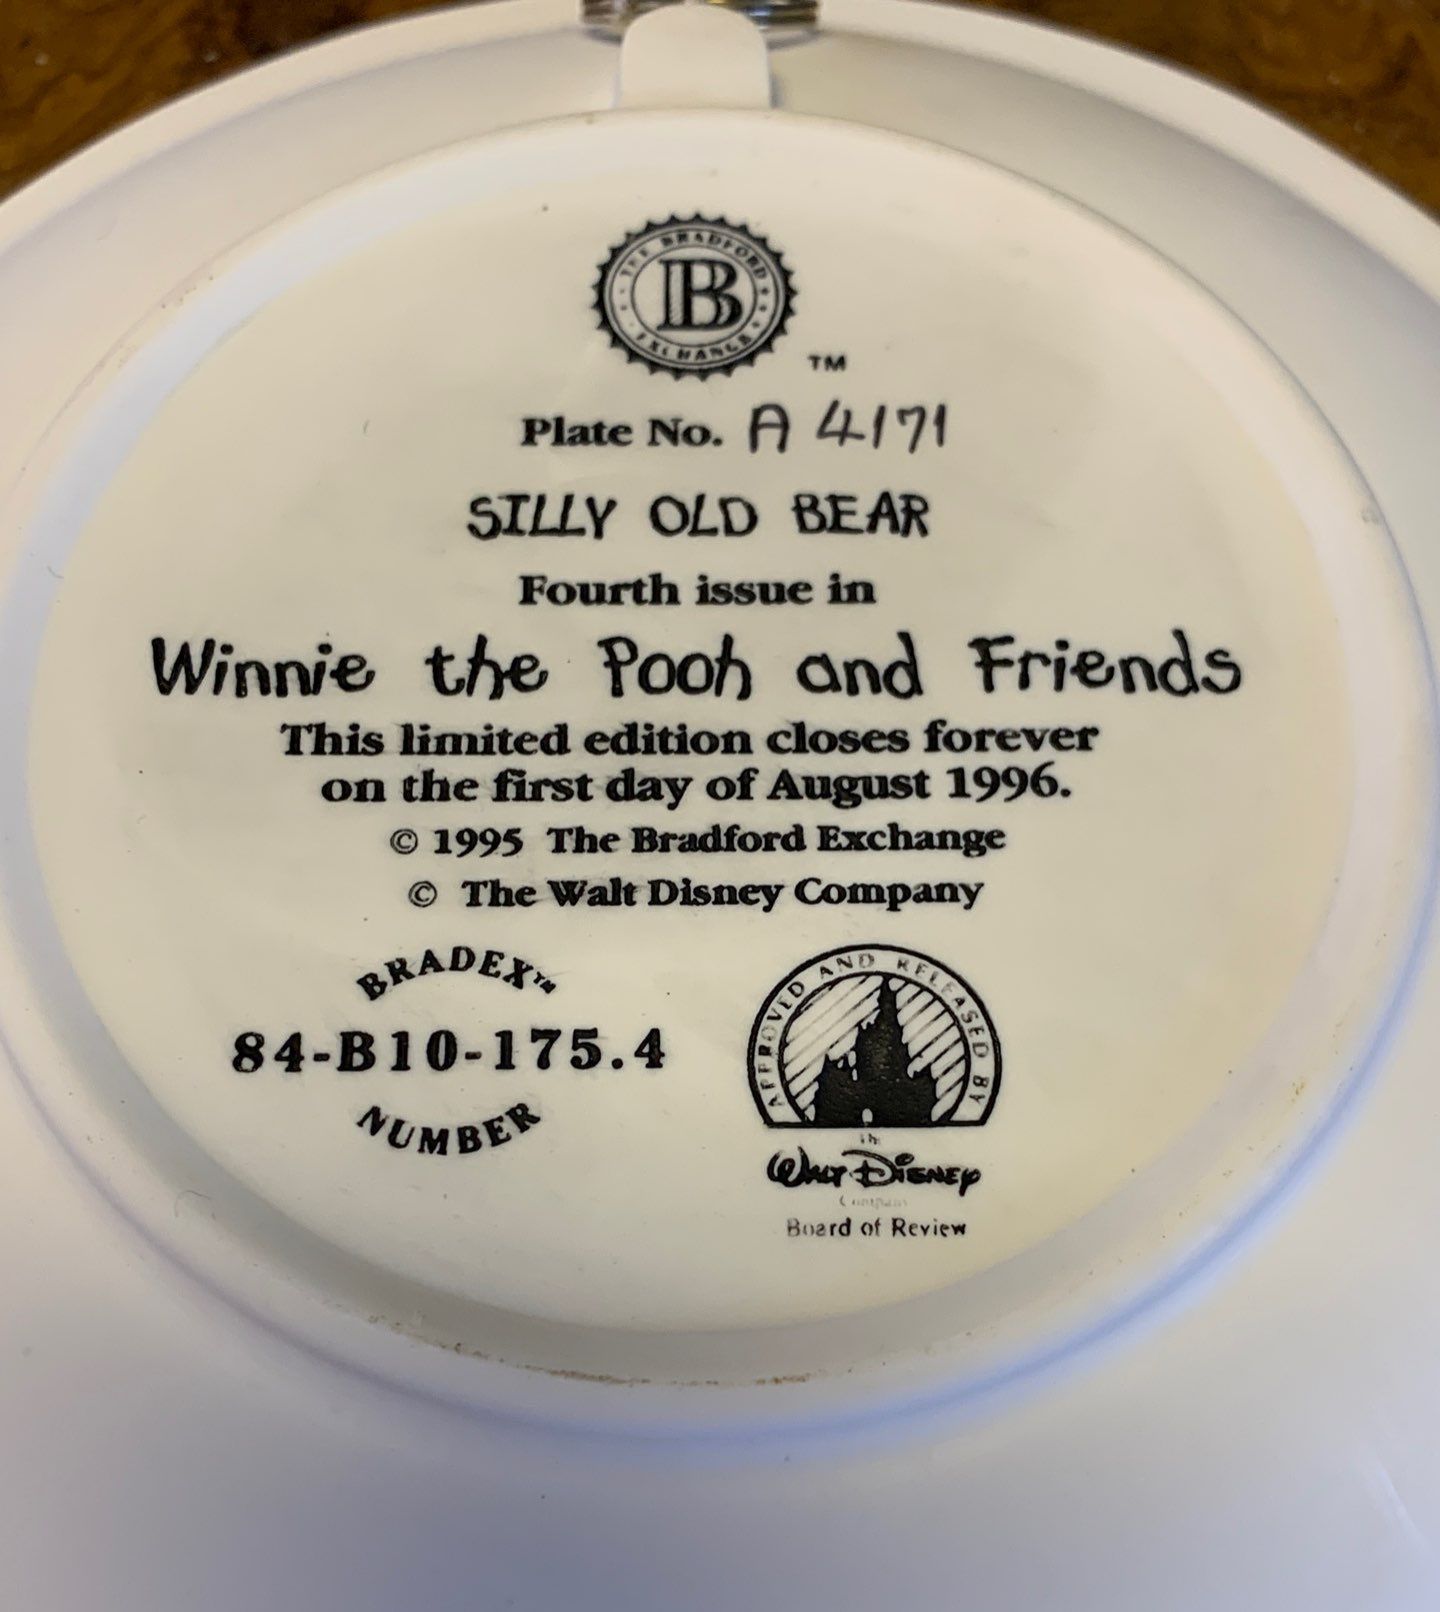 THE BRADFORD
B
EXCHANGE
TM
Plate No. A 4171
SILLY OLD BEAR
Fourth issue in
Winnie the Pooh and Friends
This limited edition closes forever
on the first day of August 1996.
© 1995 The Bradford Exchange
© The Walt Disney Company
BRADEX™
84-B10-175.4
NUMBER
APPROVED AND RELEASED BY
The
WALT DISNEY
Company
Board of Review